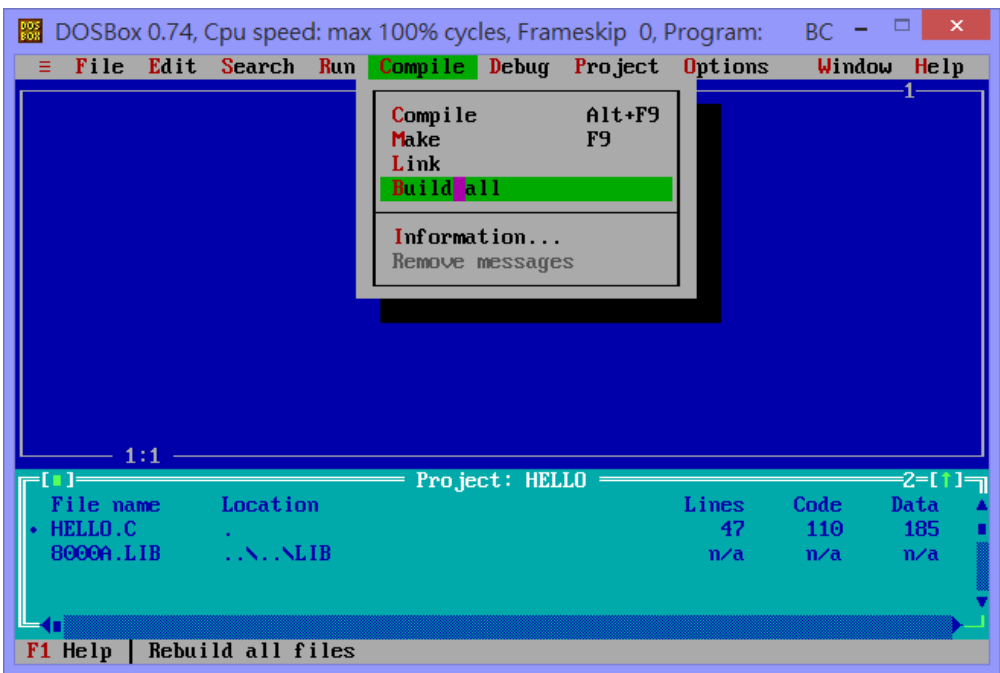 DOS BOX DOSBox 0.74, Cpu speed: max 100% cycles, Frameskip 0, Program: BC
≡ File Edit Search Run Compile Debug Project Options Window Help
1
Compile Alt+F9
Make F9
Link
Build all
Information...
Remove messages
1:1
[■] Project: HELLO 2=[↑]
File name Location Lines Code Data
• HELLO.C . 47 110 185
8000A.LIB ..\..\LIB n/a n/a n/a
F1 Help | Rebuild all files